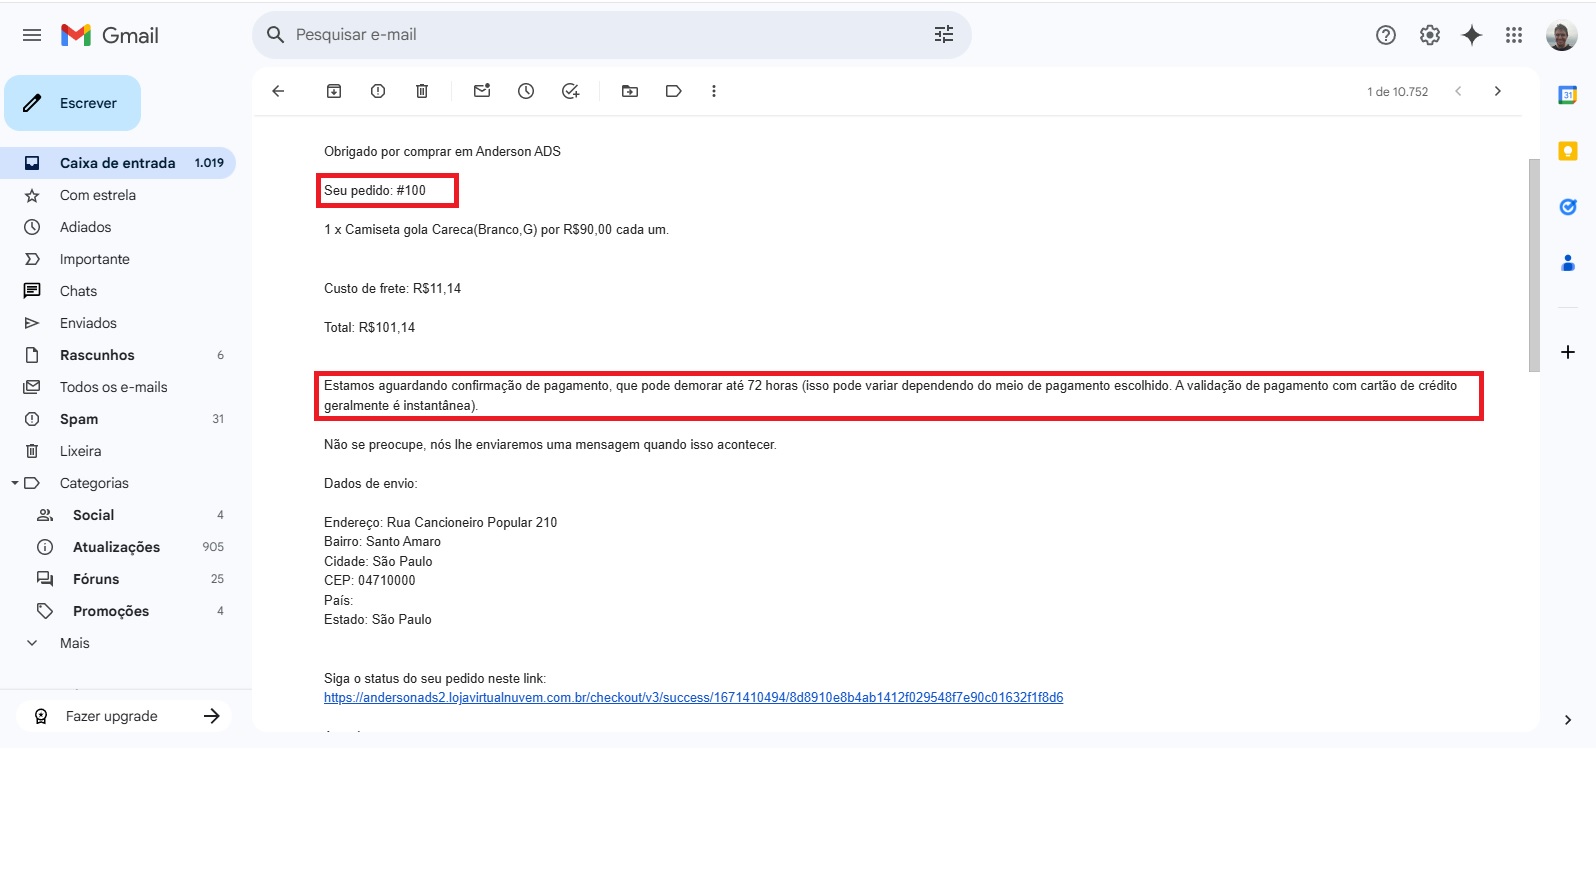 Gmail
Pesquisar e-mail
Escrever
1 de 10.752
Caixa de entrada 1.019
Com estrela
Adiados
Importante
Chats
Enviados
Rascunhos 6
Todos os e-mails
Spam 31
Lixeira
Categorias
Social 4
Atualizações 905
Fóruns 25
Promoções 4
Mais
Fazer upgrade
Obrigado por comprar em Anderson ADS
Seu pedido: #100
1 x Camiseta gola Careca(Branco,G) por R$90,00 cada um.
Custo de frete: R$11,14
Total: R$101,14
Estamos aguardando confirmação de pagamento, que pode demorar até 72 horas (isso pode variar dependendo do meio de pagamento escolhido. A validação de pagamento com cartão de crédito
geralmente é instantânea).
Não se preocupe, nós lhe enviaremos uma mensagem quando isso acontecer.
Dados de envio:
Endereço: Rua Cancioneiro Popular 210
Bairro: Santo Amaro
Cidade: São Paulo
CEP: 04710000
País:
Estado: São Paulo
Siga o status do seu pedido neste link:
https://andersonads2.lojavirtualnuvem.com.br/checkout/v3/success/1671410494/8d8910e8b4ab1412f029548f7e90c01632f1f8d6
31